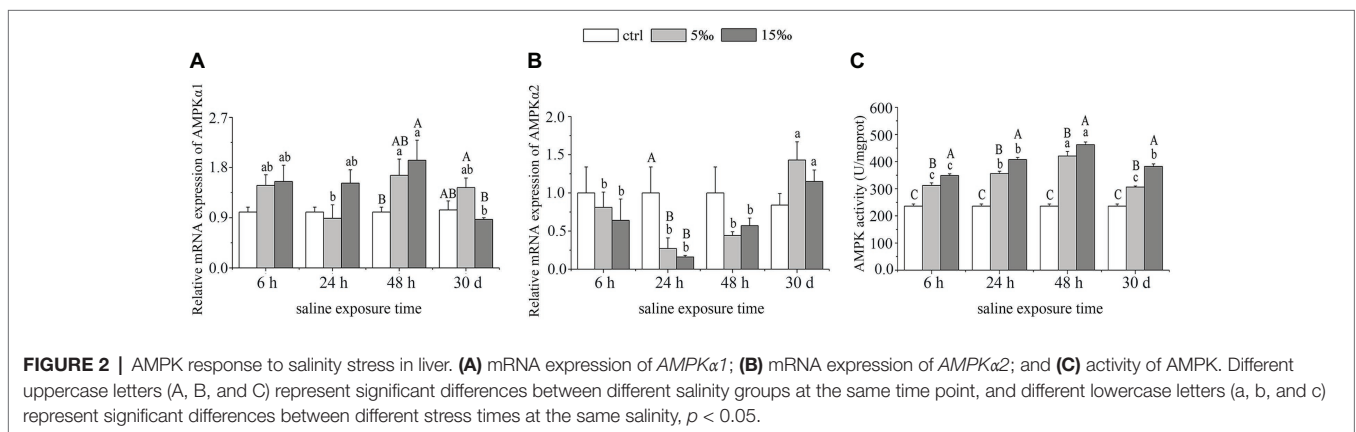 ctrl 5‰ 15‰
A
Relative mRNA expression of AMPKα1
2.7
1.8
0.9
0.0
ab ab
b ab
B AB a A a
AB A ab B b
6 h 24 h 48 h 30 d
saline exposure time
B
Relative mRNA expression of AMPKα2
2.0
1.5
1.0
0.5
0.0
b b
A B b B b
b b
a a
6 h 24 h 48 h 30 d
saline exposure time
C
AMPK activity (U/mgprot)
600
500
400
300
200
100
0.0
C B c A c
C B b A b
C B a A a
C B c A b
6 h 24 h 48 h 30 d
saline exposure time
FIGURE 2 | AMPK response to salinity stress in liver. (A) mRNA expression of AMPKα1; (B) mRNA expression of AMPKα2; and (C) activity of AMPK. Different
uppercase letters (A, B, and C) represent significant differences between different salinity groups at the same time point, and different lowercase letters (a, b, and c)
represent significant differences between different stress times at the same salinity, p < 0.05.